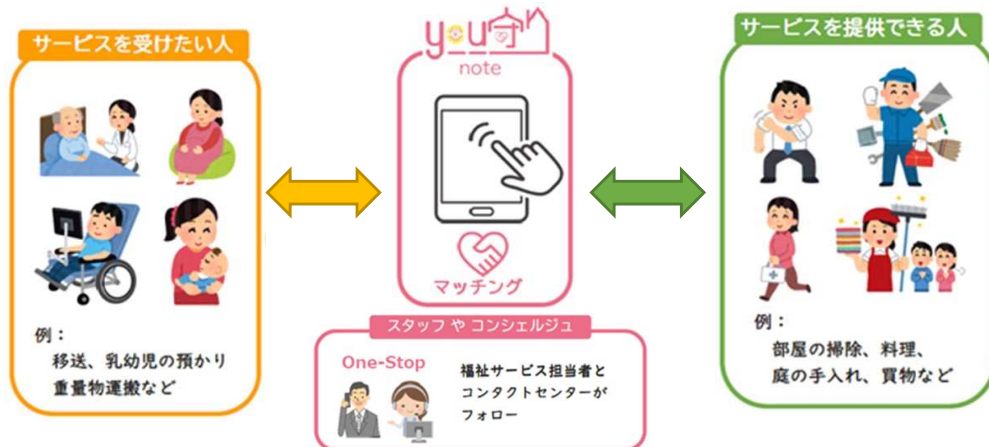 サービスを受けたい人
例：
移送、乳幼児の預かり
重量物運搬など
you守
note
マッチング
スタッフ や コンシェルジュ
One-Stop
福祉サービス担当者と
コンタクトセンターが
フォロー
サービスを提供できる人
例：
部屋の掃除、料理、
庭の手入れ、買物など